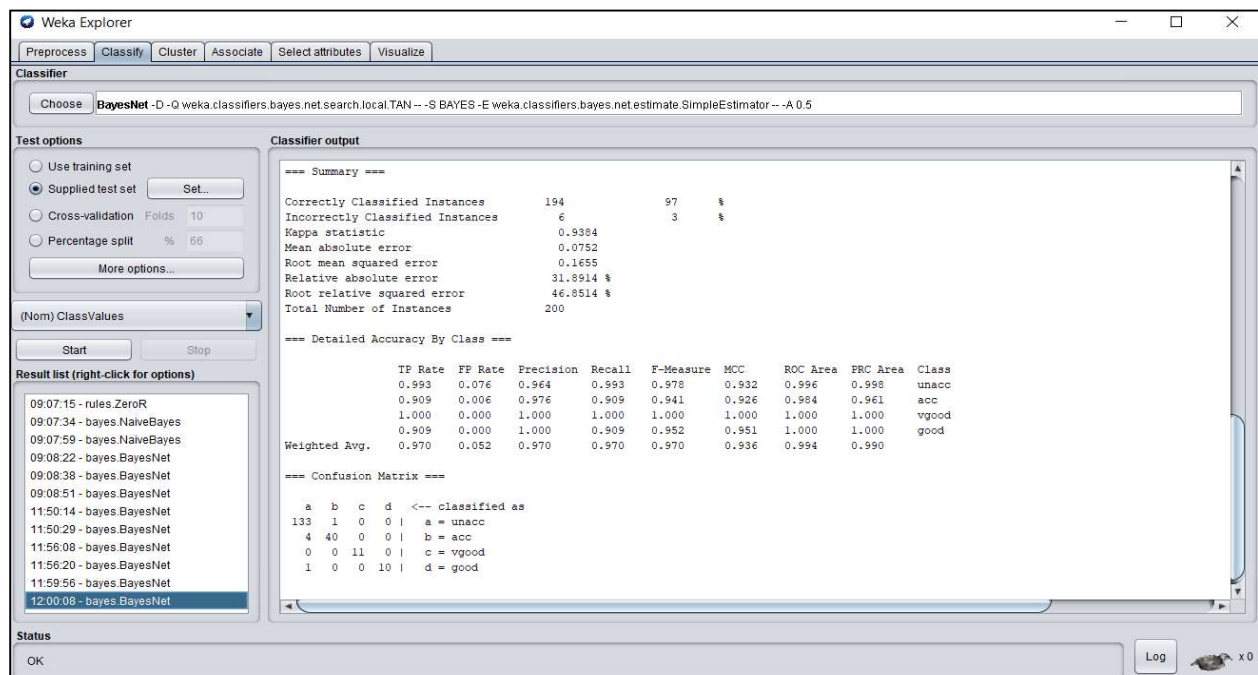 Weka Explorer
Preprocess Classify Cluster Associate Select attributes Visualize
Classifier
Choose BayesNet -D -Q weka.classifiers.bayes.net.search.local.TAN -- -S BAYES -E weka.classifiers.bayes.net.estimate.SimpleEstimator -- -A 0.5
Test options
Use training set
Supplied test set Set...
Cross-validation Folds 10
Percentage split % 66
More options...
(Nom) ClassValues
Start Stop
Result list (right-click for options)
09:07:15 - rules.ZeroR
09:07:34 - bayes.NaiveBayes
09:07:59 - bayes.NaiveBayes
09:08:22 - bayes.BayesNet
09:08:38 - bayes.BayesNet
09:08:51 - bayes.BayesNet
11:50:14 - bayes.BayesNet
11:50:29 - bayes.BayesNet
11:56:08 - bayes.BayesNet
11:56:20 - bayes.BayesNet
11:59:56 - bayes.BayesNet
12:00:08 - bayes.BayesNet
Classifier output
=== Summary ===
Correctly Classified Instances 194 97 %
Incorrectly Classified Instances 6 3 %
Kappa statistic 0.9384
Mean absolute error 0.0752
Root mean squared error 0.1655
Relative absolute error 31.8914 %
Root relative squared error 46.8514 %
Total Number of Instances 200
=== Detailed Accuracy By Class ===
TP Rate FP Rate Precision Recall F-Measure MCC ROC Area PRC Area Class
0.993 0.076 0.964 0.993 0.978 0.932 0.996 0.998 unacc
0.909 0.006 0.976 0.909 0.941 0.926 0.984 0.961 acc
1.000 0.000 1.000 1.000 1.000 1.000 1.000 1.000 vgood
0.909 0.000 1.000 0.909 0.952 0.951 1.000 1.000 good
Weighted Avg. 0.970 0.052 0.970 0.970 0.970 0.936 0.994 0.990
=== Confusion Matrix ===
a b c d <-- classified as
133 1 0 0 | a = unacc
4 40 0 0 | b = acc
0 0 11 0 | c = vgood
1 0 0 10 | d = good
Status
OK
Log x 0